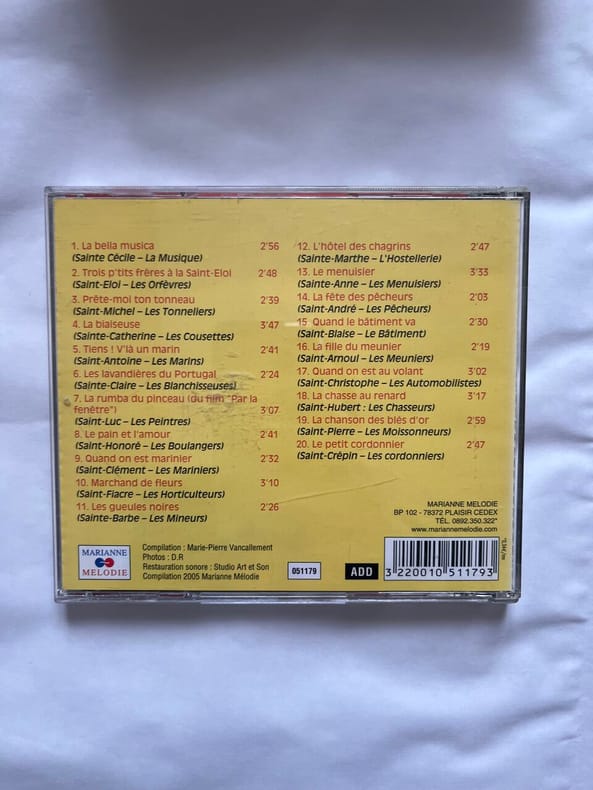 1. La bella musica 2'56
(Sainte Cécile – La Musique)
2. Trois p'tits frères à la Saint-Eloi 2'48
(Saint-Eloi – Les Orfèvres)
3. Prête-moi ton tonneau 2'39
(Saint-Michel – Les Tonneliers)
4. La biaiseuse 3'47
(Sainte-Catherine – Les Cousettes)
5. Tiens ! V'là un marin 2'41
(Saint-Antoine – Les Marins)
6. Les lavandières du Portugal 2'24
(Sainte-Claire – Les Blanchisseuses)
7. La rumba du pinceau (du film "Par la
fenêtre") 3'07
(Saint-Luc – Les Peintres)
8. Le pain et l'amour 2'41
(Saint-Honoré – Les Boulangers)
9. Quand on est marinier 2'32
(Saint-Clément – Les Mariniers)
10. Marchand de fleurs 3'10
(Saint-Fiacre – Les Horticulteurs)
11. Les gueules noires 2'26
(Sainte-Barbe – Les Mineurs)
12. L'hôtel des chagrins 2'47
(Sainte-Marthe – L'Hostellerie)
13. Le menuisier 3'33
(Sainte-Anne – Les Menuisiers)
14. La fête des pêcheurs 2'03
(Saint-André – Les Pêcheurs)
15 Quand le bâtiment va 2'30
(Saint-Blaise – Le Bâtiment)
16. La fille du meunier 2'19
(Saint-Arnoul – Les Meuniers)
17. Quand on est au volant 3'02
(Saint-Christophe – Les Automobilistes)
18. La chasse au renard 3'17
(Saint-Hubert : Les Chasseurs)
19. La chanson des blés d'or 2'59
(Saint-Pierre – Les Moissonneurs)
20. Le petit cordonnier 2'47
(Saint-Crépin – Les cordonniers)
MARIANNE MELODIE
BP 102 - 78372 PLAISIR CEDEX
TÉL. 0892.350.322*
www.mariannemelodie.com
MARIANNE
MELODIE
Compilation : Marie-Pierre Vancallement
Photos : D.R
Restauration sonore : Studio Art et Son
Compilation 2005 Marianne Mélodie
051179
ADD
3 220010 511793